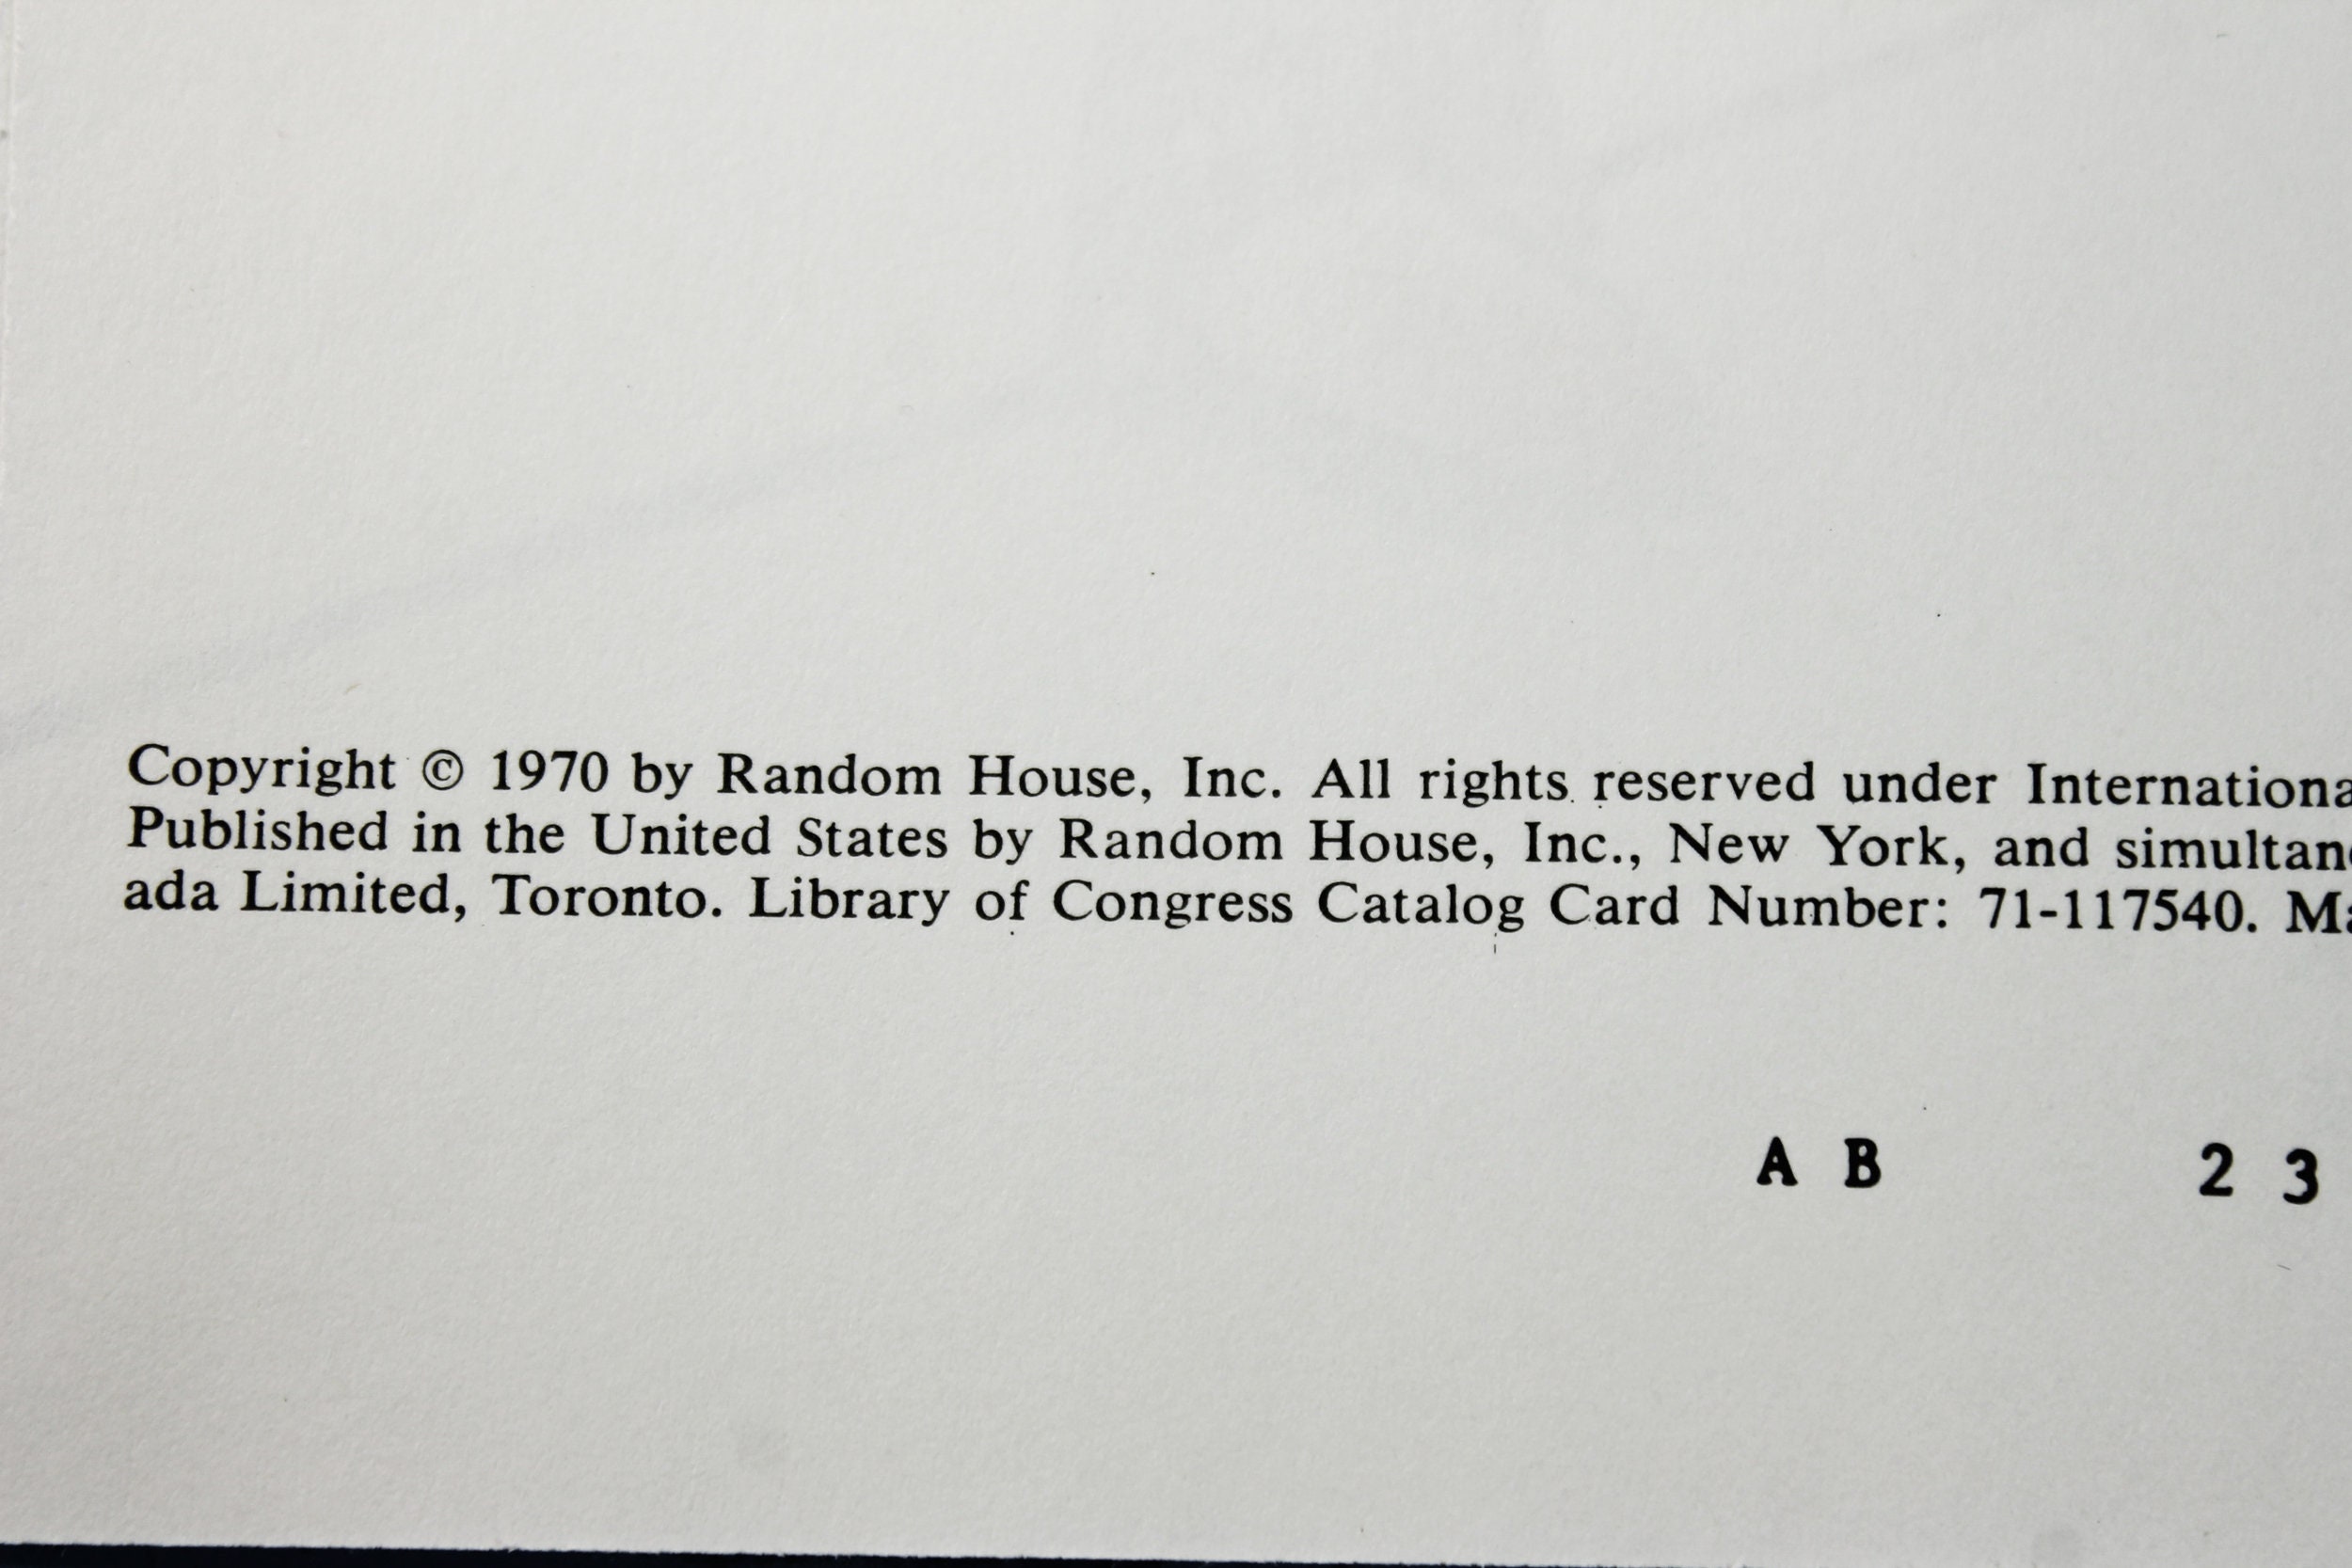 Copyright © 1970 by Random House, Inc. All rights reserved under Internationa
Published in the United States by Random House, Inc., New York, and simultan
ada Limited, Toronto. Library of Congress Catalog Card Number: 71-117540. Ma
A B 2 3